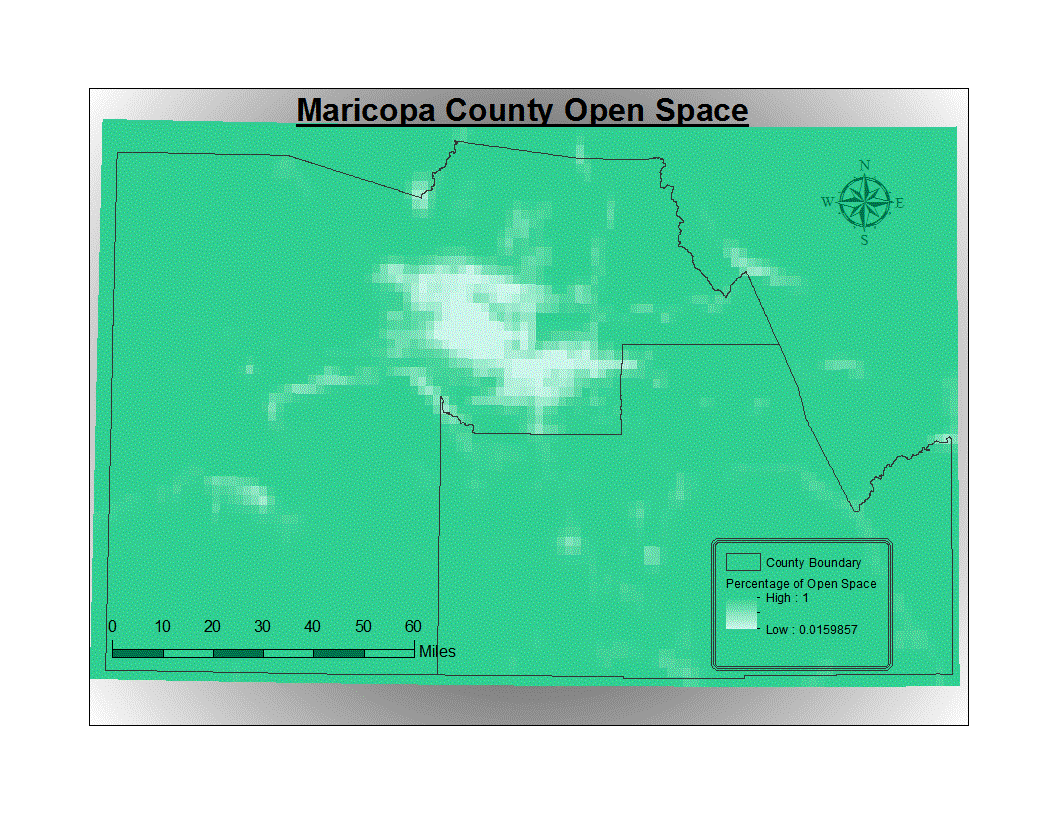 Maricopa County Open Space
N
W E
S
County Boundary
Percentage of Open Space
High : 1
Low : 0.0159857
0 10 20 30 40 50 60
Miles